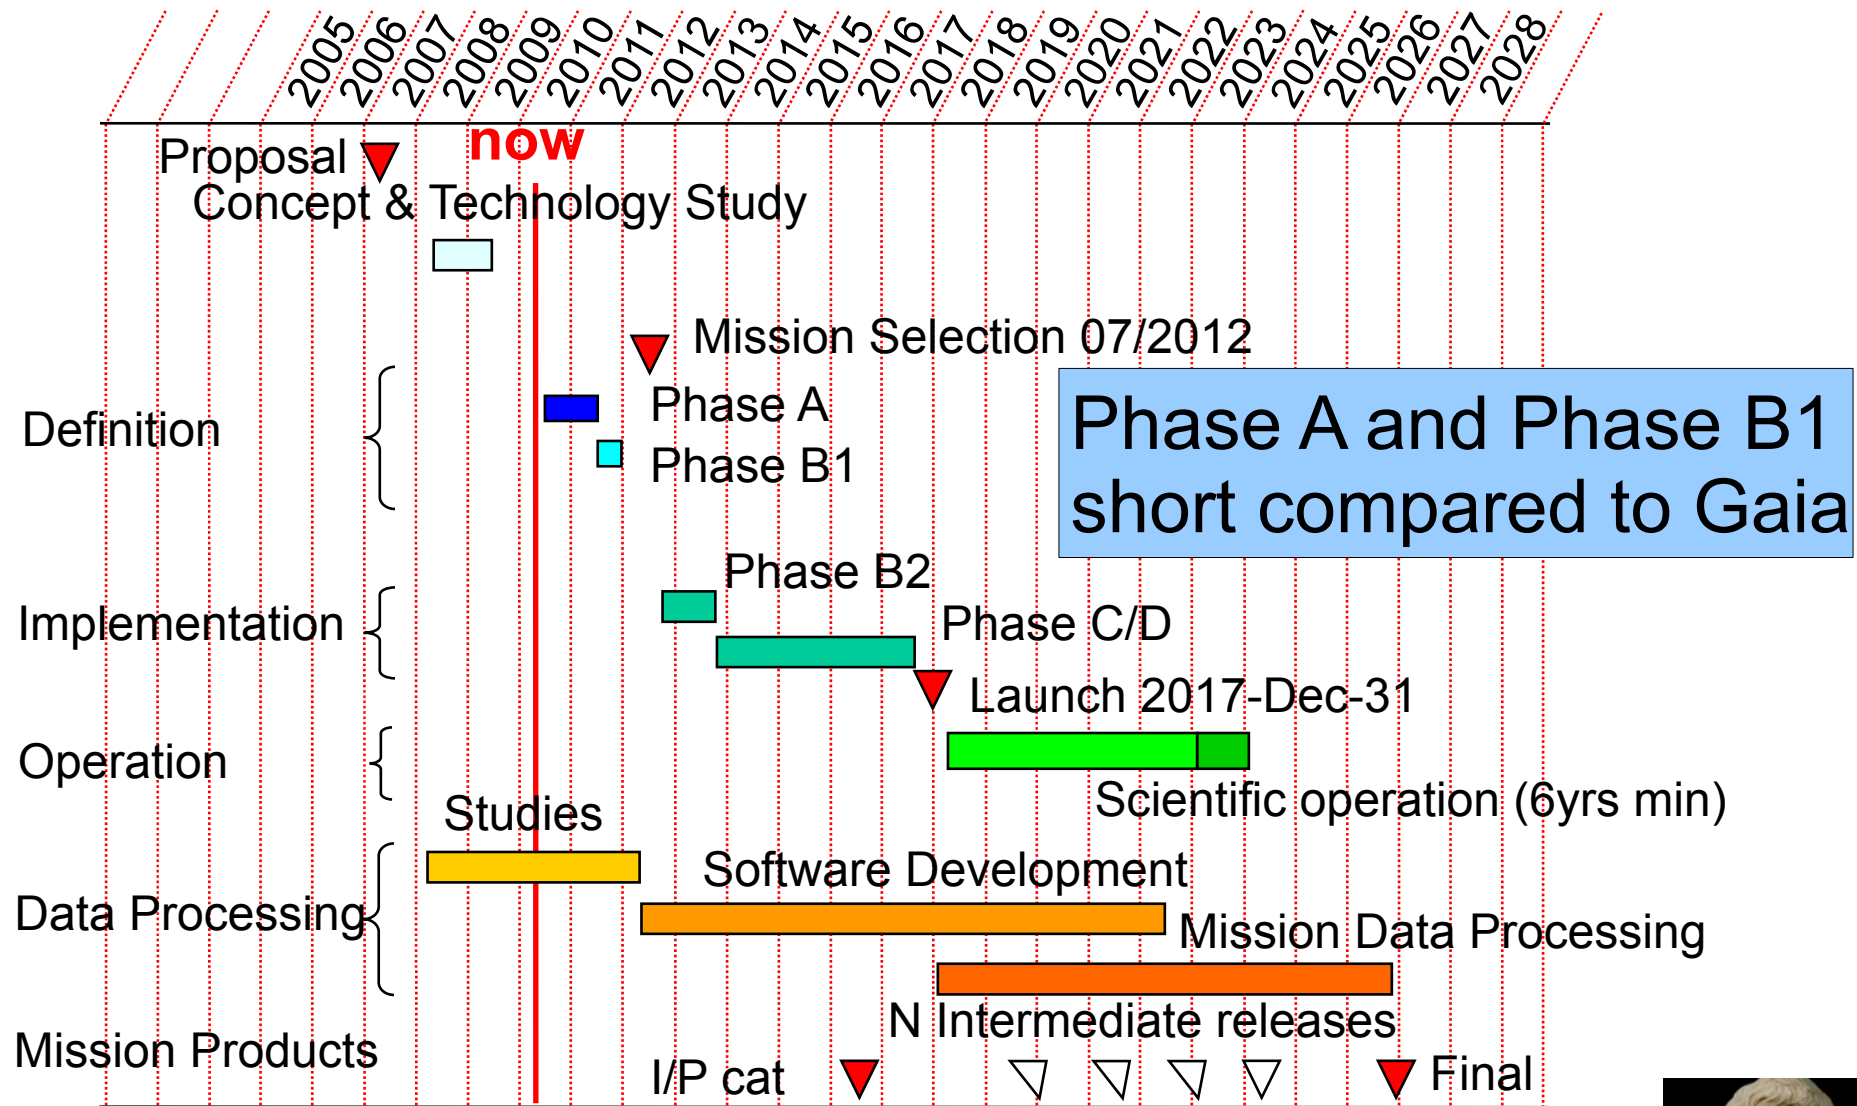 2005 2006 2007 2008 2009 2010 2011 2012 2013 2014 2015 2016 2017 2018 2019 2020 2021 2022 2023 2024 2025 2026 2027 2028
now
Proposal
Concept & Technology Study
Mission Selection 07/2012
Definition
Phase A
Phase B1
Phase A and Phase B1
short compared to Gaia
Implementation
Phase B2
Phase C/D
Launch 2017-Dec-31
Operation
Scientific operation (6yrs min)
Studies
Data Processing
Software Development
Mission Data Processing
Mission Products
N Intermediate releases
I/P cat
Final